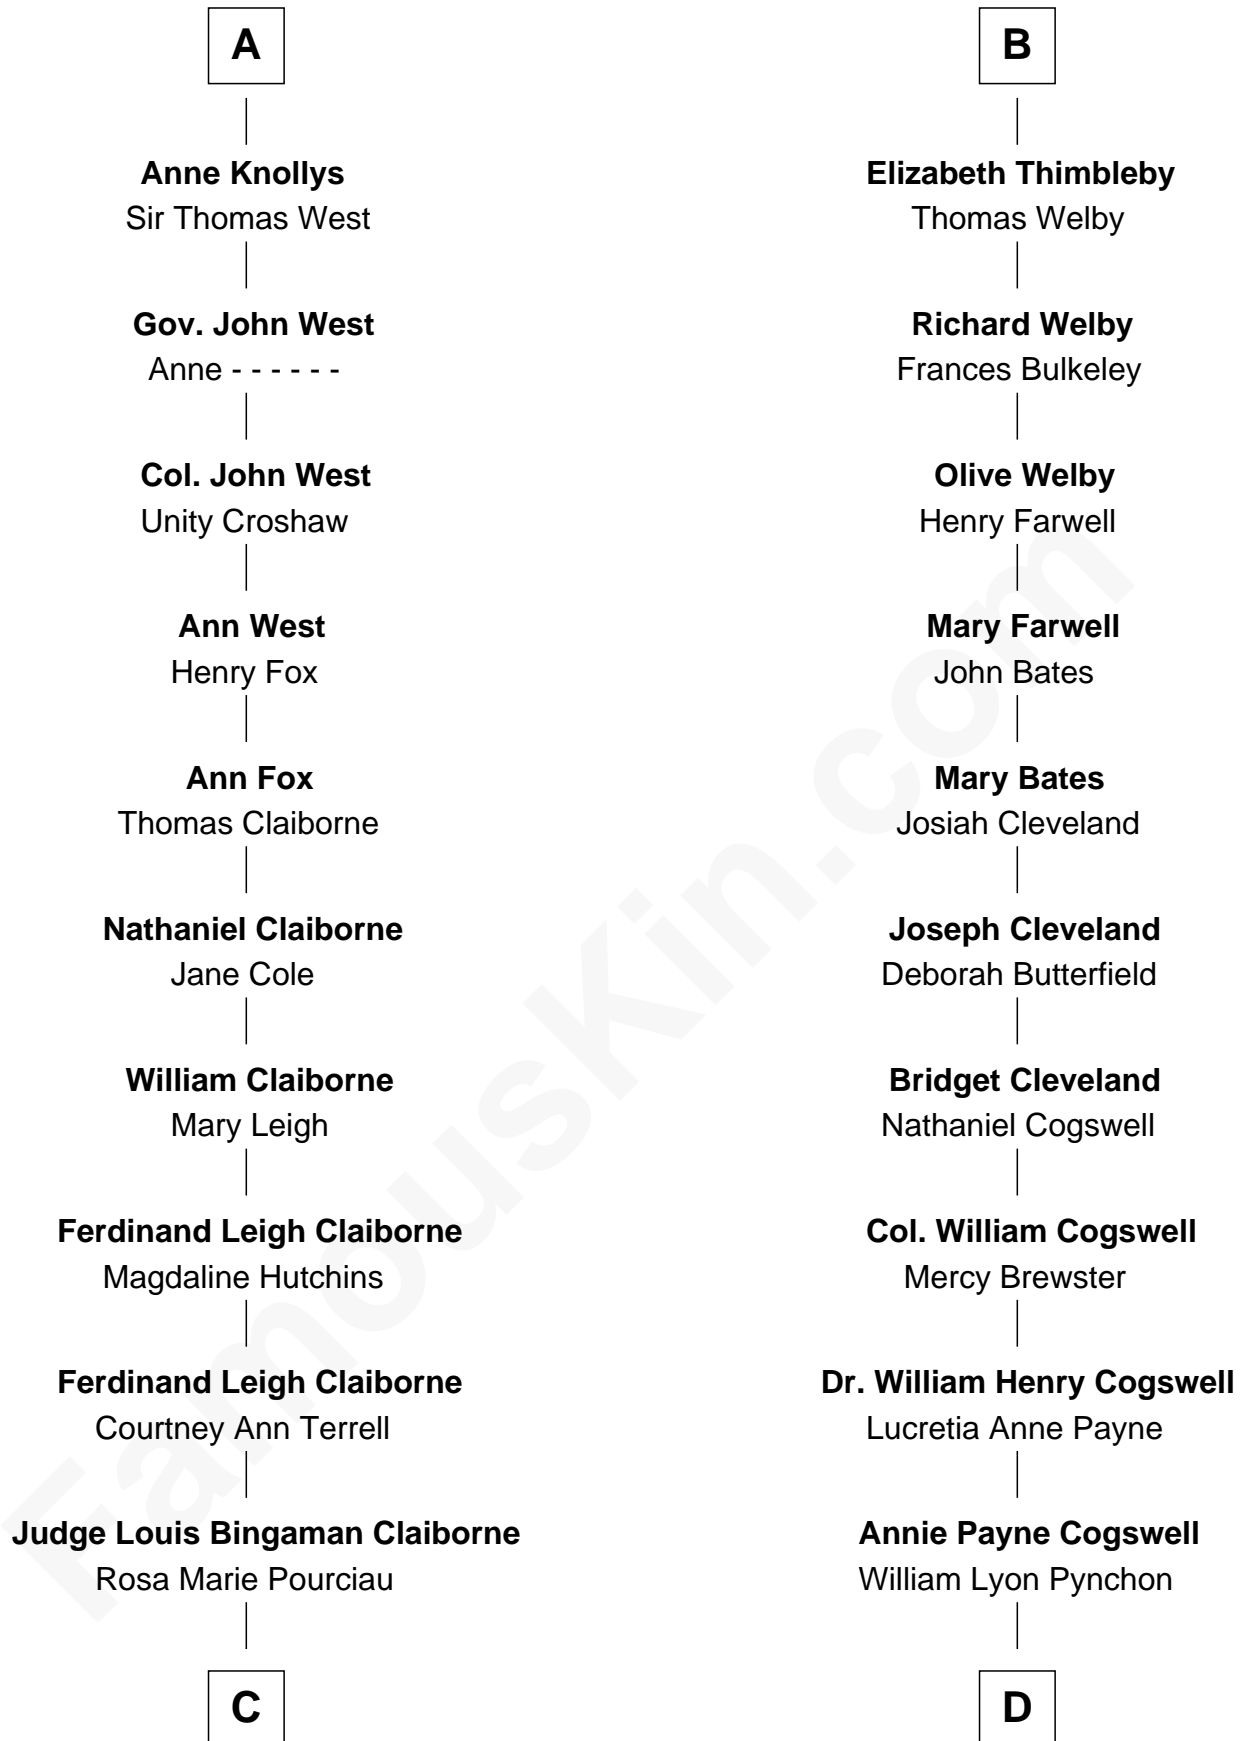 A
Anne Knollys
Sir Thomas West
Gov. John West
Anne - - - - - -
Col. John West
Unity Croshaw
Ann West
Henry Fox
Ann Fox
Thomas Claiborne
Nathaniel Claiborne
Jane Cole
William Claiborne
Mary Leigh
Ferdinand Leigh Claiborne
Magdaline Hutchins
Ferdinand Leigh Claiborne
Courtney Ann Terrell
Judge Louis Bingaman Claiborne
Rosa Marie Pourciau
C
B
Elizabeth Thimbleby
Thomas Welby
Richard Welby
Frances Bulkeley
Olive Welby
Henry Farwell
Mary Farwell
John Bates
Mary Bates
Josiah Cleveland
Joseph Cleveland
Deborah Butterfield
Bridget Cleveland
Nathaniel Cogswell
Col. William Cogswell
Mercy Brewster
Dr. William Henry Cogswell
Lucretia Anne Payne
Annie Payne Cogswell
William Lyon Pynchon
D
FamousKin.com